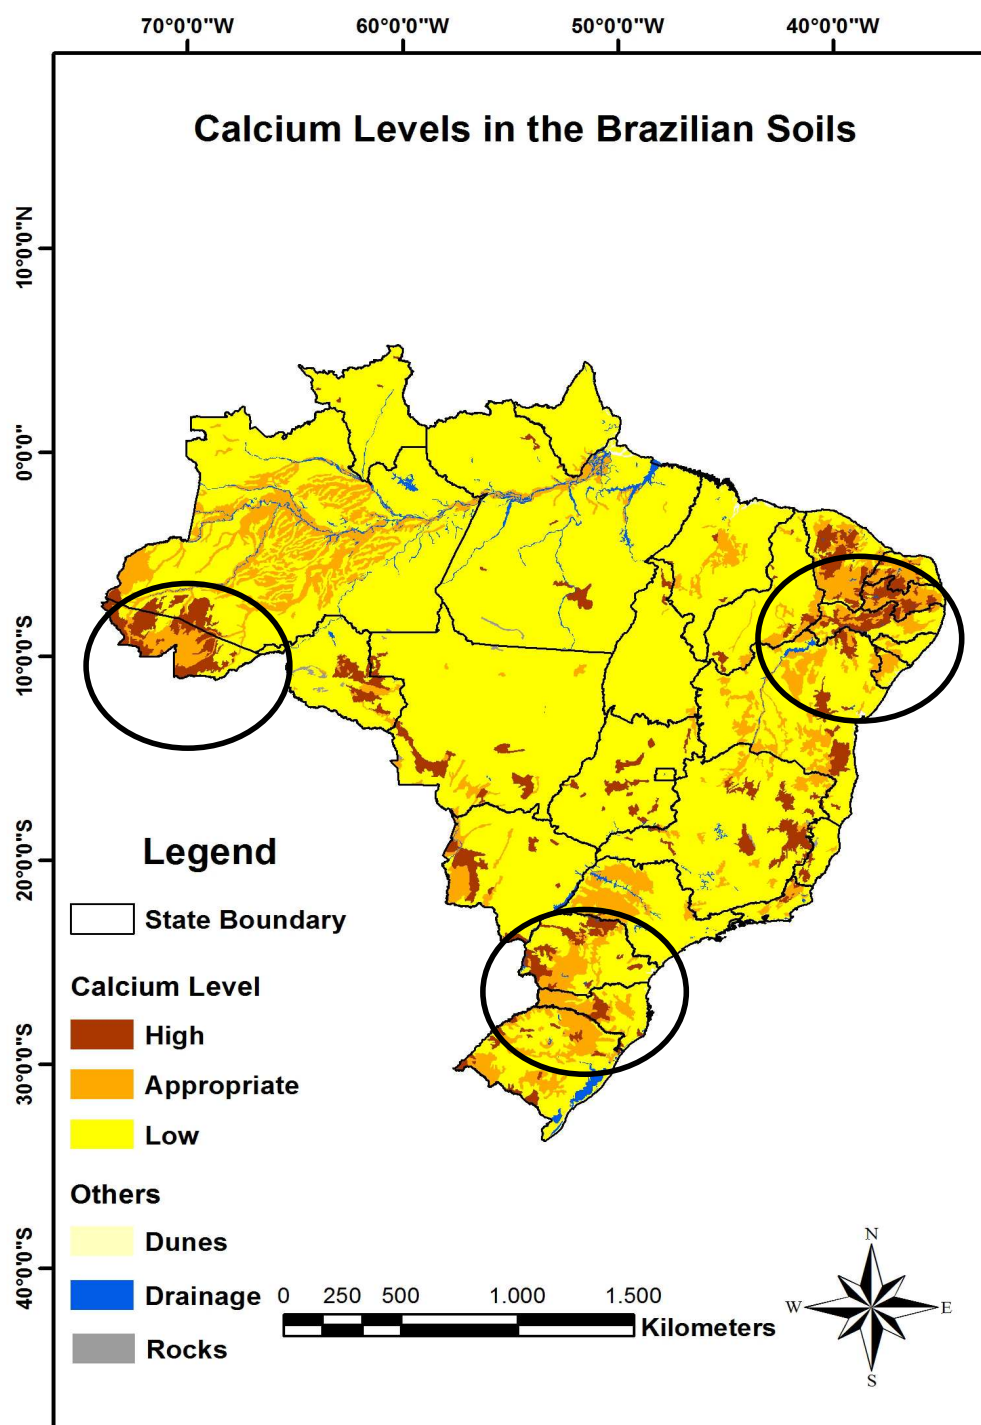 70°0'0"W 60°0'0"W 50°0'0"W 40°0'0"W
Calcium Levels in the Brazilian Soils
10°0'0"N
0°0'0"
10°0'0"S
20°0'0"S
30°0'0"S
40°0'0"S
Legend
State Boundary
Calcium Level
High
Appropriate
Low
Others
Dunes
Drainage
Rocks
0 250 500 1.000 1.500
Kilometers
N
W E
S